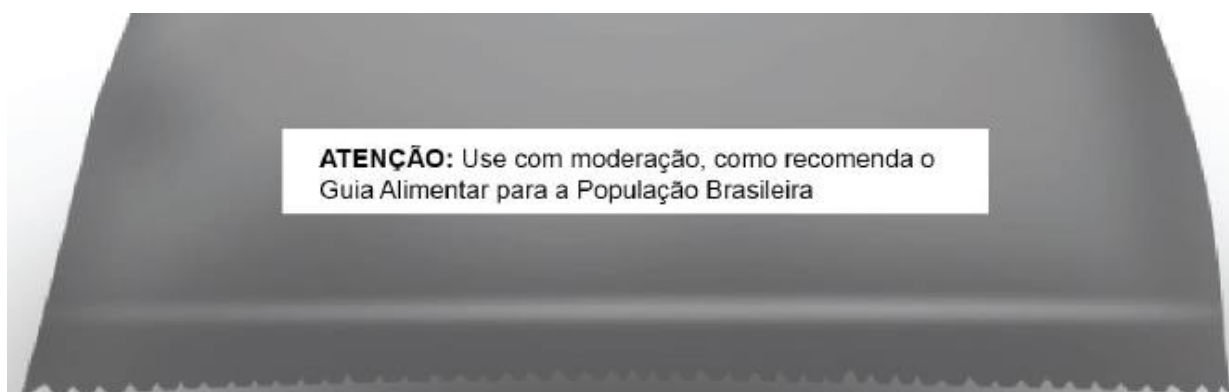 ATENÇÃO: Use com moderação, como recomenda o
Guia Alimentar para a População Brasileira